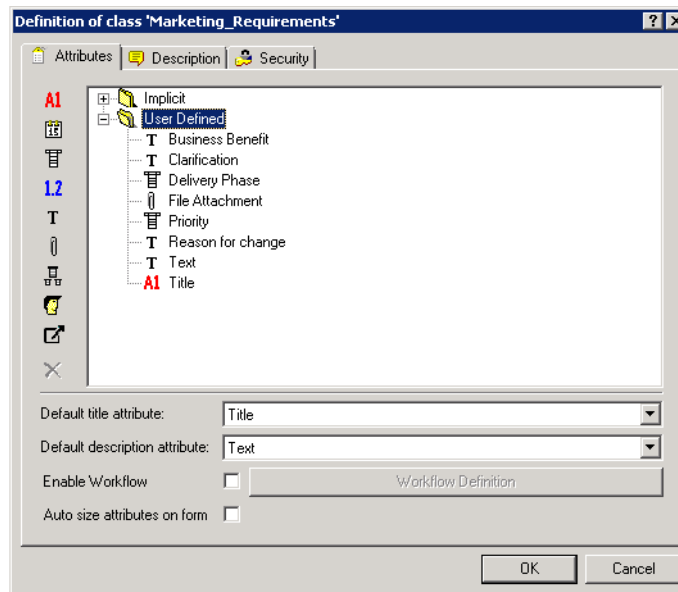 Definition of class 'Marketing_Requirements'
Attributes Description Security
A1 Implicit
15 User Defined
T Business Benefit
T Clarification
1.2 Delivery Phase
File Attachment
T Priority
T Reason for change
T Text
A1 Title
Default title attribute: Title
Default description attribute: Text
Enable Workflow Workflow Definition
Auto size attributes on form
OK Cancel